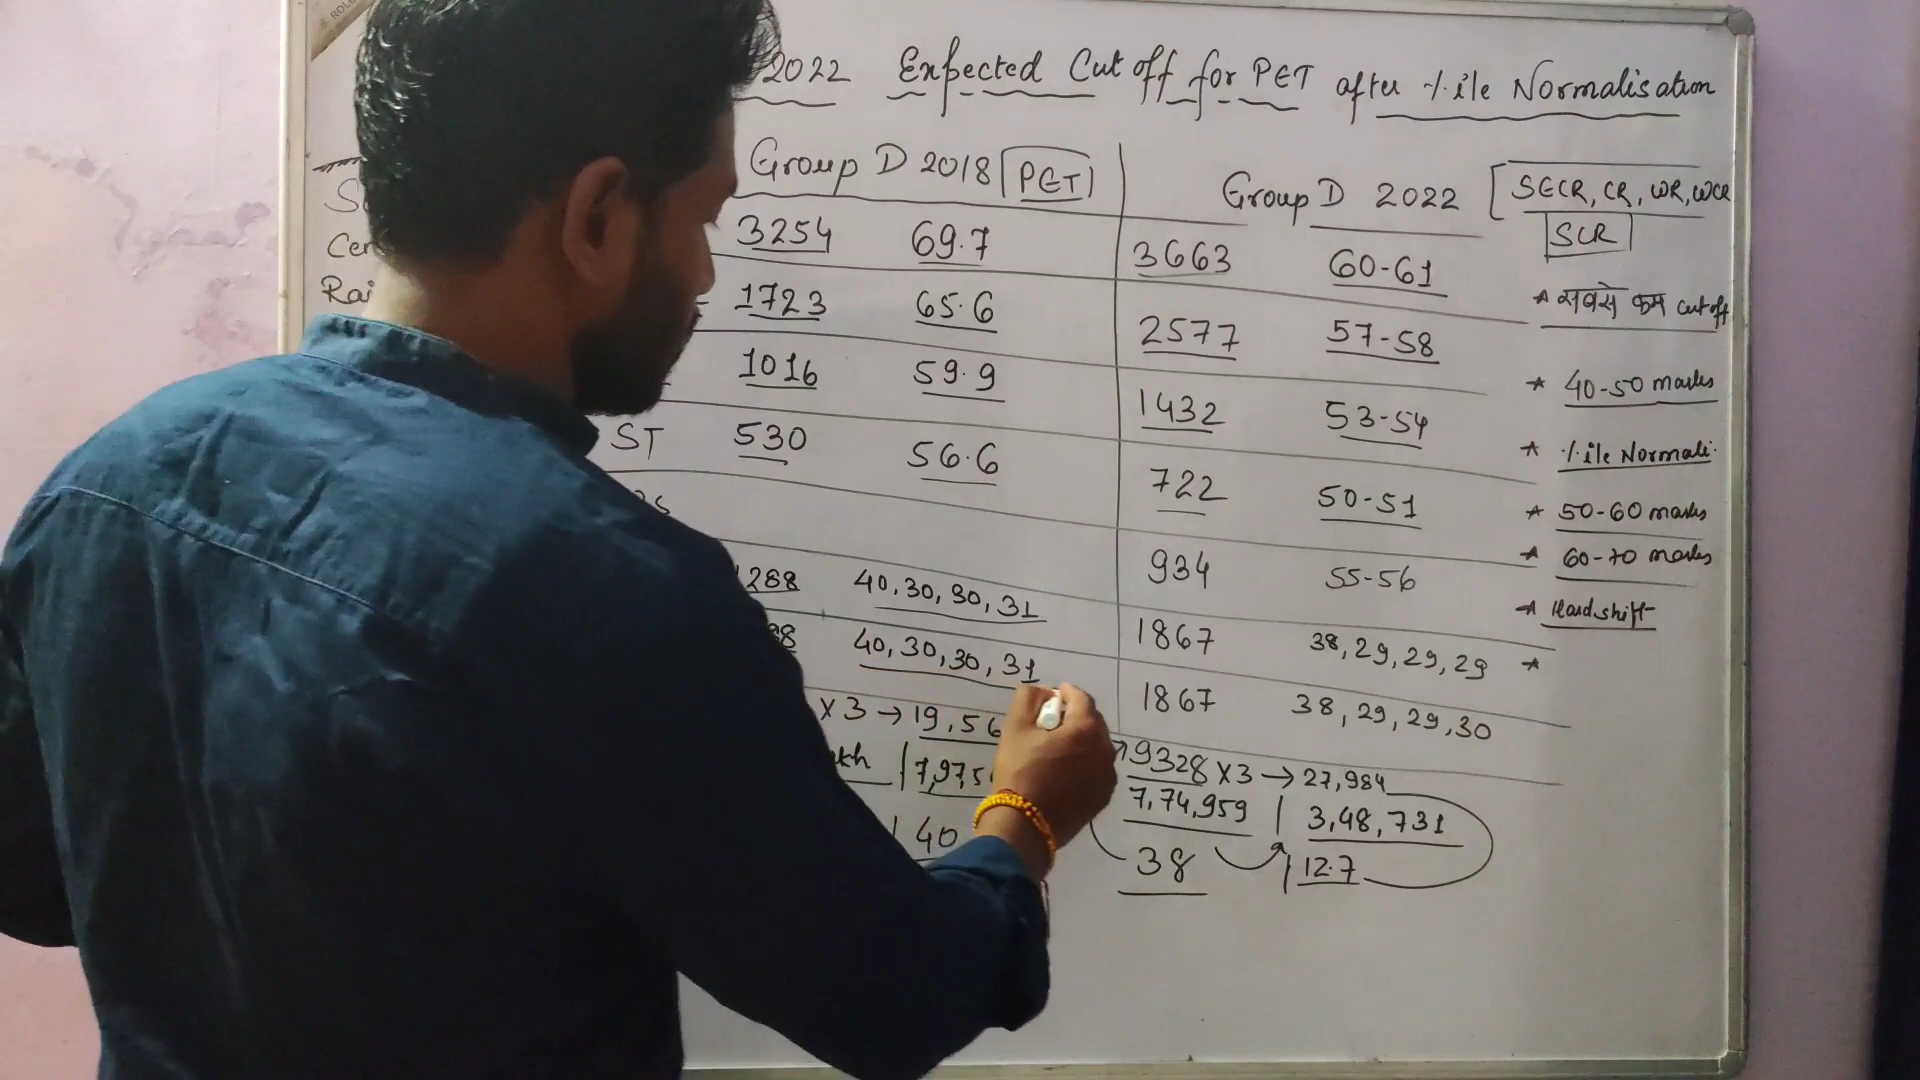 2022 Expected Cut off for PET after %ile Normalisation
Group D 2018 PET
Group D 2022 [SECR, CR, WR, WCR
SCR
3254 69.7 3663 60-61
* सबसे कम cut off
1723 65.6 2577 57-58
* 40-50 marks
1016 59.9 1432 53-54
* %ile Normali.
ST 530 56.6 722 50-51
* 50-60 marks
934 55-56
* 60-70 marks
* Hard shift
288 40,30,30,31 1867 38,29,29,29 *
40,30,30,31 1867 38,29,29,30
x3 → 19,56
9328 x3 → 27,984
7,97,5
7,74,959 | 3,48,731
40
38 | 12.7